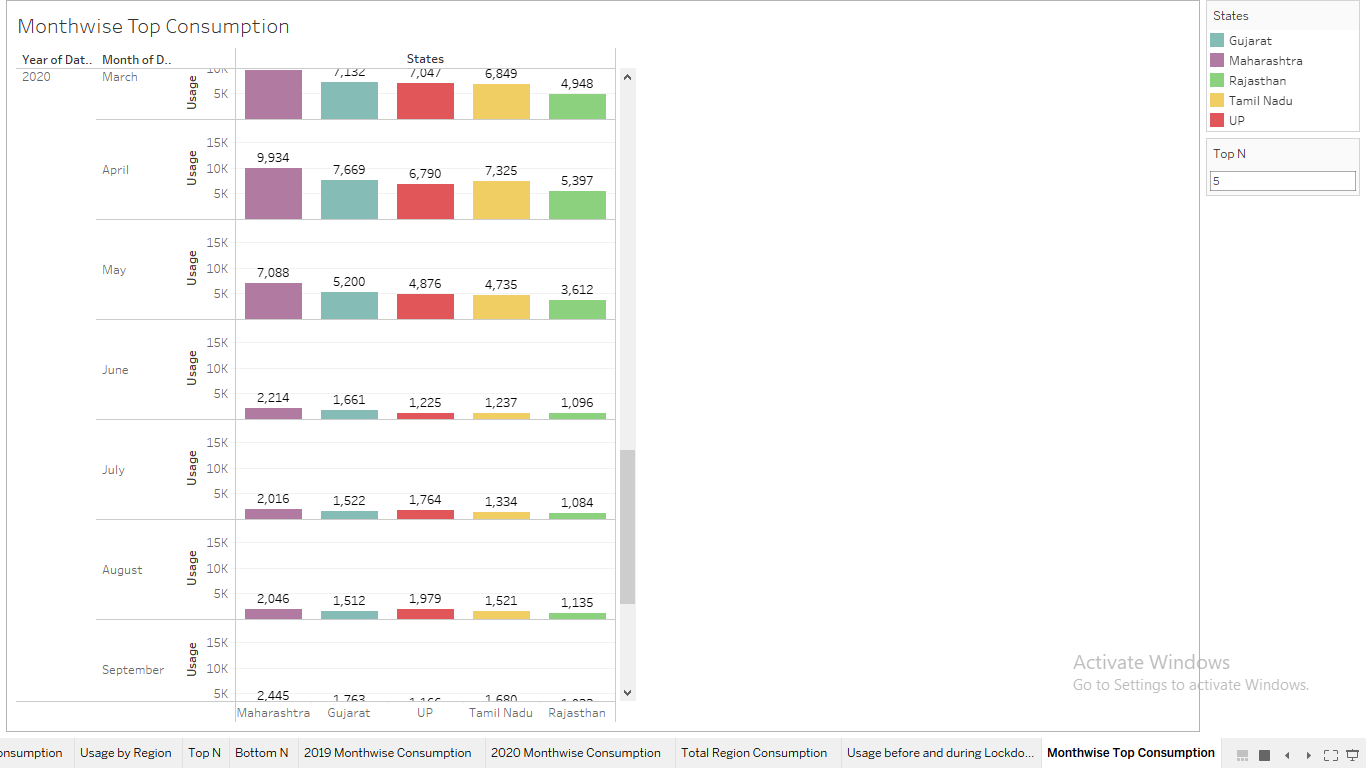 Monthwise Top Consumption
Year of Dat.. Month of D.. States
2020 March Usage 10K 5K 7,132 7,047 6,849 4,948
April Usage 15K 10K 5K 9,934 7,669 6,790 7,325 5,397
May Usage 15K 10K 5K 7,088 5,200 4,876 4,735 3,612
June Usage 15K 10K 5K 2,214 1,661 1,225 1,237 1,096
July Usage 15K 10K 5K 2,016 1,522 1,764 1,334 1,084
August Usage 15K 10K 5K 2,046 1,512 1,979 1,521 1,135
September Usage 15K 10K 5K 2,445 1,763 1,680
Maharashtra Gujarat UP Tamil Nadu Rajasthan
States
Gujarat
Maharashtra
Rajasthan
Tamil Nadu
UP
Top N
5
Activate Windows
Go to Settings to activate Windows.
onsumption Usage by Region Top N Bottom N 2019 Monthwise Consumption 2020 Monthwise Consumption Total Region Consumption Usage before and during Lockdo... Monthwise Top Consumption